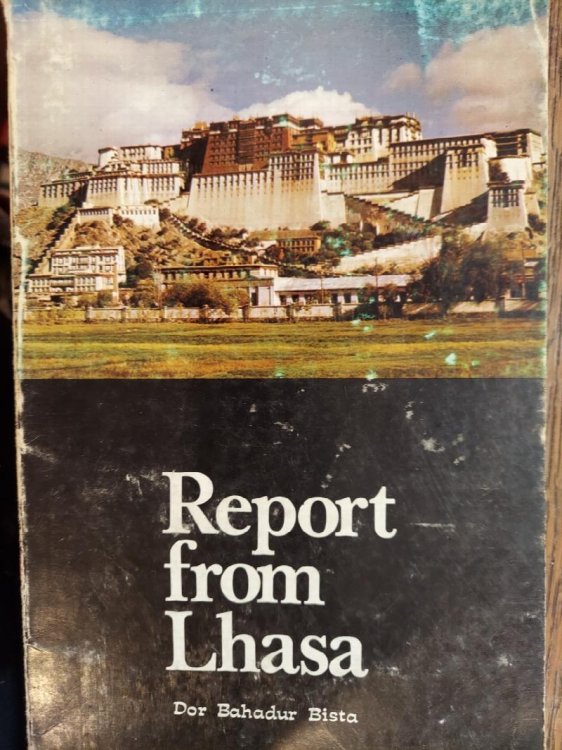 Report
from
Lhasa
Dor Bahadur Bista